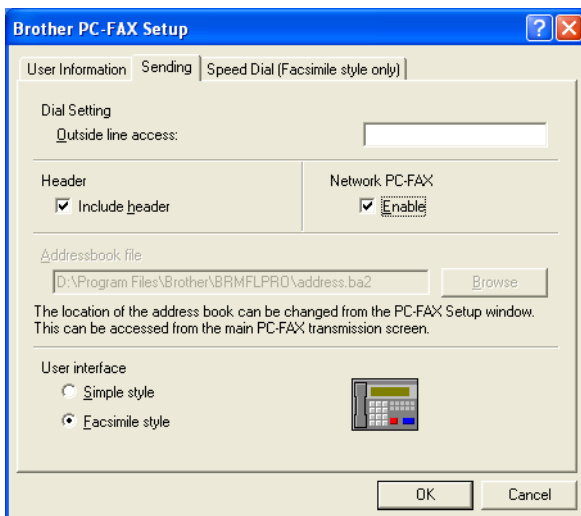 Brother PC-FAX Setup
User Information
Sending
Speed Dial (Facsimile style only)
Dial Setting
Outside line access:
Header
Network PC-FAX
Include header
Enable
Addressbook file
D:\Program Files\Brother\BRMFLPRO\address.ba2
Browse
The location of the address book can be changed from the PC-FAX Setup window.
This can be accessed from the main PC-FAX transmission screen.
User interface
Simple style
Facsimile style
OK
Cancel